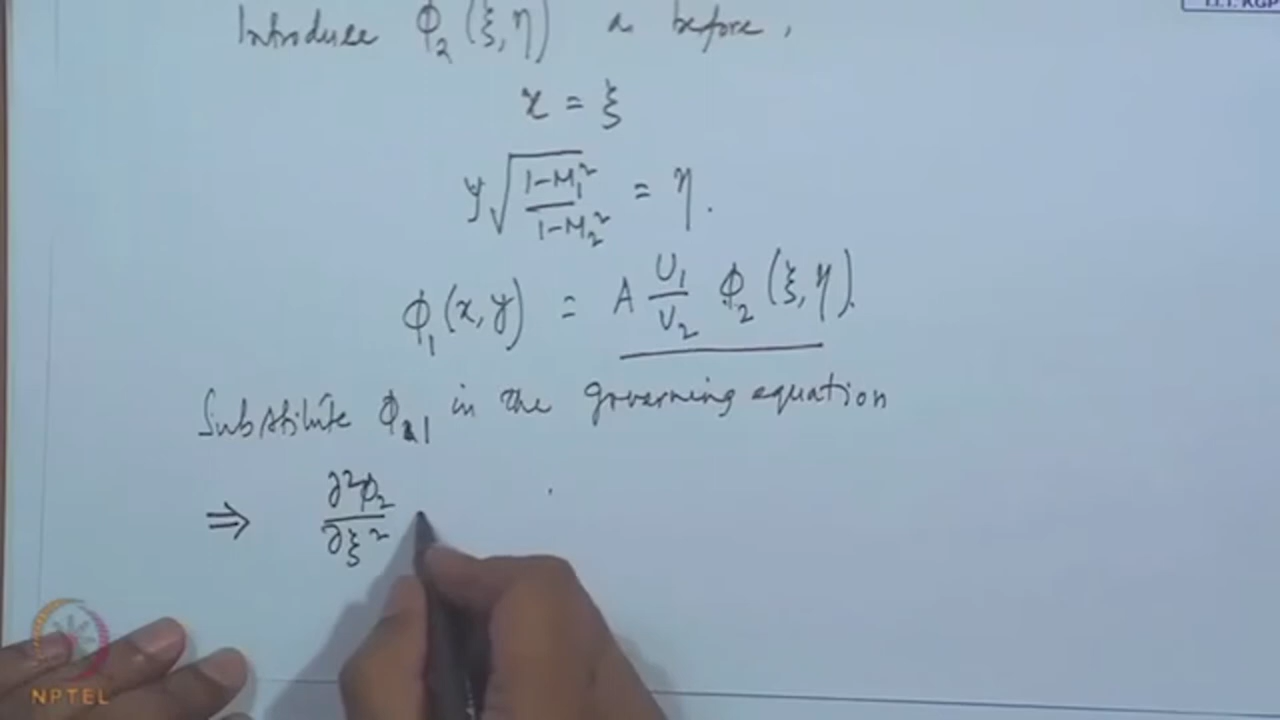 I.I.T. KGP
Introduce ϕ₂ (ξ, η) a before,
x = ξ
y √((1-M₁²)/(1-M₂²)) = η.
ϕ₁ (x, y) = A U₁/U₂ ϕ₂ (ξ, η).
Substitute ϕ₁ in the governing equation
⇒ ∂²ϕ₂/∂ξ²
NPTEL